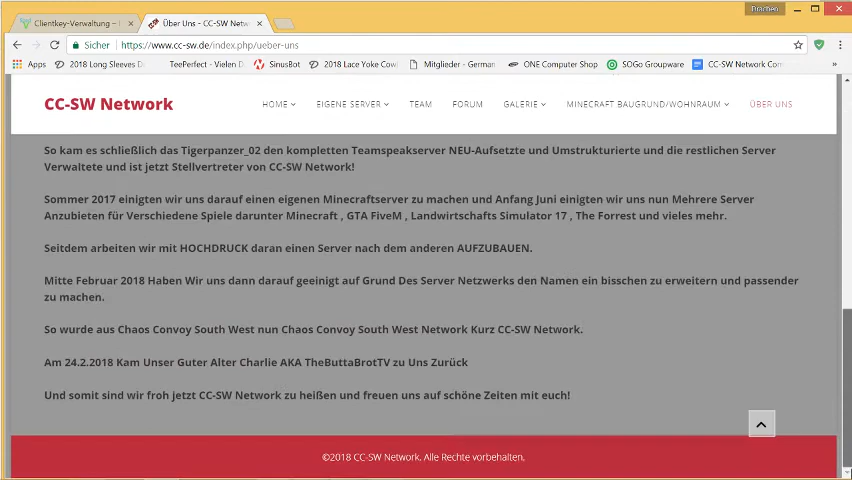 Drachen
Clientkey-Verwaltung –
Über Uns - CC-SW Netw
Sicher
https://www.cc-sw.de/index.php/ueber-uns
Apps
2018 Long Sleeves D
TeePerfect - Vielen D
SinusBot
2018 Lace Yoke Cow
Mitglieder - German
ONE Computer Shop
SOGo Groupware
CC-SW Network Com
»
CC-SW Network
HOME
EIGENE SERVER
TEAM
FORUM
GALERIE
MINECRAFT BAUGRUND/WOHNRAUM
ÜBER UNS
So kam es schließlich das Tigerpanzer_02 den kompletten Teamspeakserver NEU-Aufsetzte und Umstrukturierte und die restlichen Server
Verwaltete und ist jetzt Stellvertreter von CC-SW Network!
Sommer 2017 einigten wir uns darauf einen eigenen Minecraftserver zu machen und Anfang Juni einigten wir uns nun Mehrere Server
Anzubieten für Verschiedene Spiele darunter Minecraft , GTA FiveM , Landwirtschafts Simulator 17 , The Forrest und vieles mehr.
Seitdem arbeiten wir mit HOCHDRUCK daran einen Server nach dem anderen AUFZUBAUEN.
Mitte Februar 2018 Haben Wir uns dann darauf geeinigt auf Grund Des Server Netzwerks den Namen ein bisschen zu erweitern und passender
zu machen.
So wurde aus Chaos Convoy South West nun Chaos Convoy South West Network Kurz CC-SW Network.
Am 24.2.2018 Kam Unser Guter Alter Charlie AKA TheButtaBrotTV zu Uns Zurück
Und somit sind wir froh jetzt CC-SW Network zu heißen und freuen uns auf schöne Zeiten mit euch!
©2018 CC-SW Network. Alle Rechte vorbehalten.